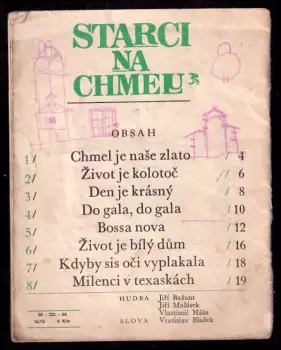 STARCI
NA
CHMELU
OBSAH
1/ Chmel je naše zlato / 4
2/ Život je kolotoč / 6
3/ Den je krásný / 8
4/ Do gala, do gala / 10
5/ Bossa nova / 12
6/ Život je bílý dům / 16
7/ Kdyby sis oči vyplakala / 18
8/ Milenci v texaskách / 19
HUDBA Jiří Bažant
Jiří Malásek
Vlastimil Hála
SLOVA Vratislav Blažek